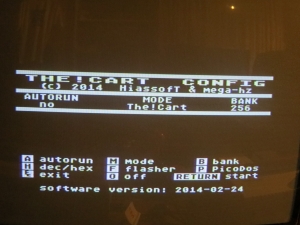 THE!CART CONFIG
(c) 2014 HiassofT & Mega-hz
AUTORUN MODE BANK
no The!Cart 256
A autorun M Mode B bank
H dec/hex F flasher P PicoDos
exit O off RETURN start
software version: 2014-02-24